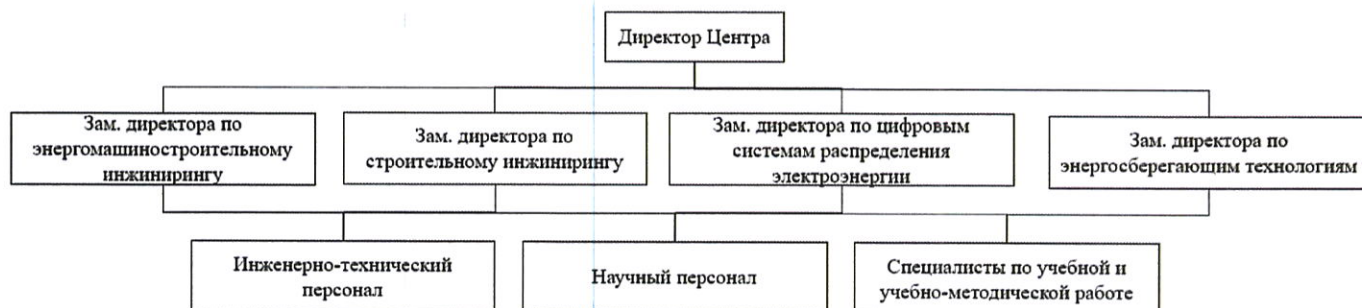 Директор Центра
Зам. директора по
энергомашиностроительному
инжинирингу
Зам. директора по
строительному инжинирингу
Зам. директора по цифровым
системам распределения
электроэнергии
Зам. директора по
энергосберегающим технологиям
Инженерно-технический
персонал
Научный персонал
Специалисты по учебной и
учебно-методической работе